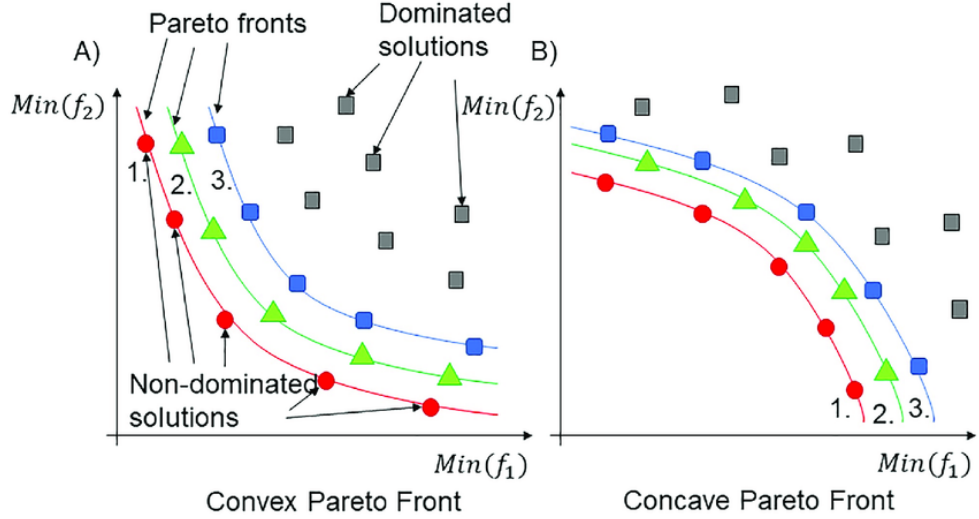 Pareto fronts
Dominated
solutions
A)
B)
Min(f₂)
Min(f₂)
1.
2.
3.
Non-dominated
solutions
1.
2.
3.
Min(f₁)
Min(f₁)
Convex Pareto Front
Concave Pareto Front